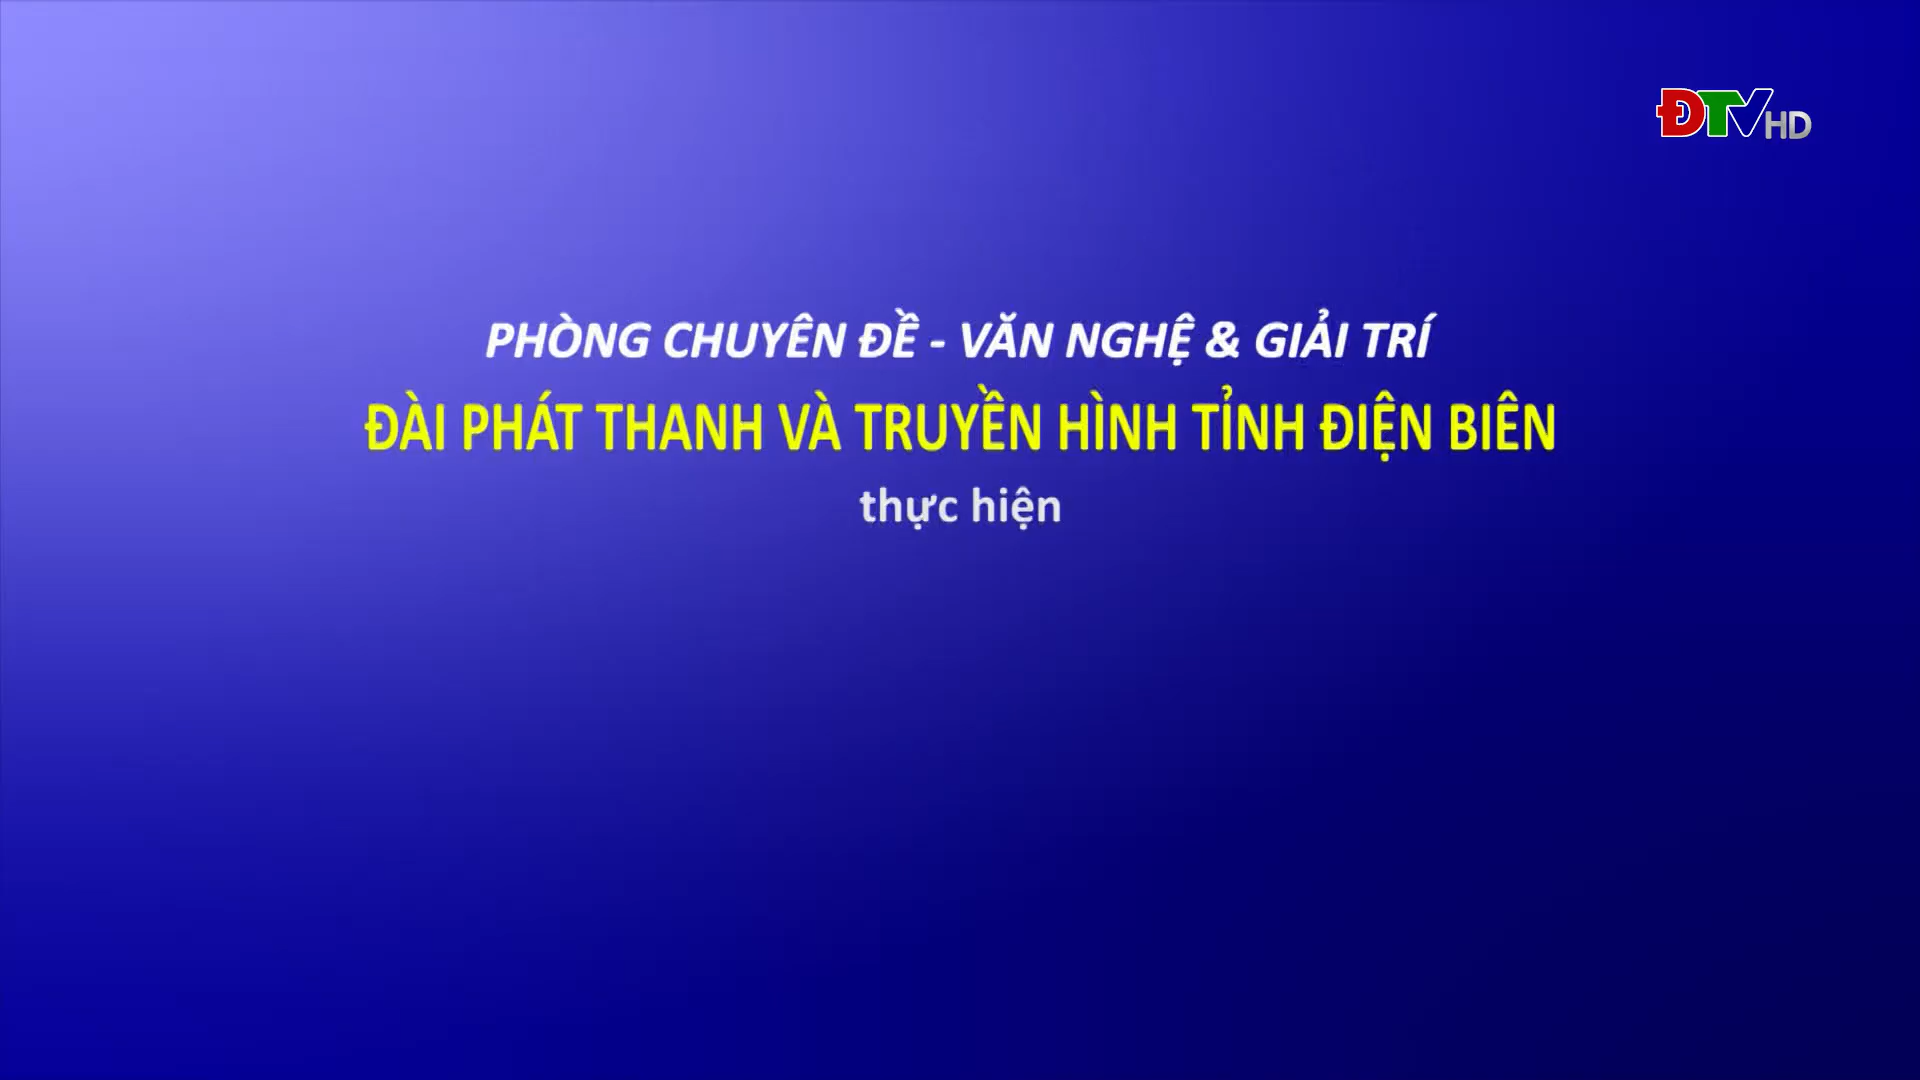 ĐTV HD
PHÒNG CHUYÊN ĐỀ - VĂN NGHỆ & GIẢI TRÍ
ĐÀI PHÁT THANH VÀ TRUYỀN HÌNH TỈNH ĐIỆN BIÊN
thực hiện